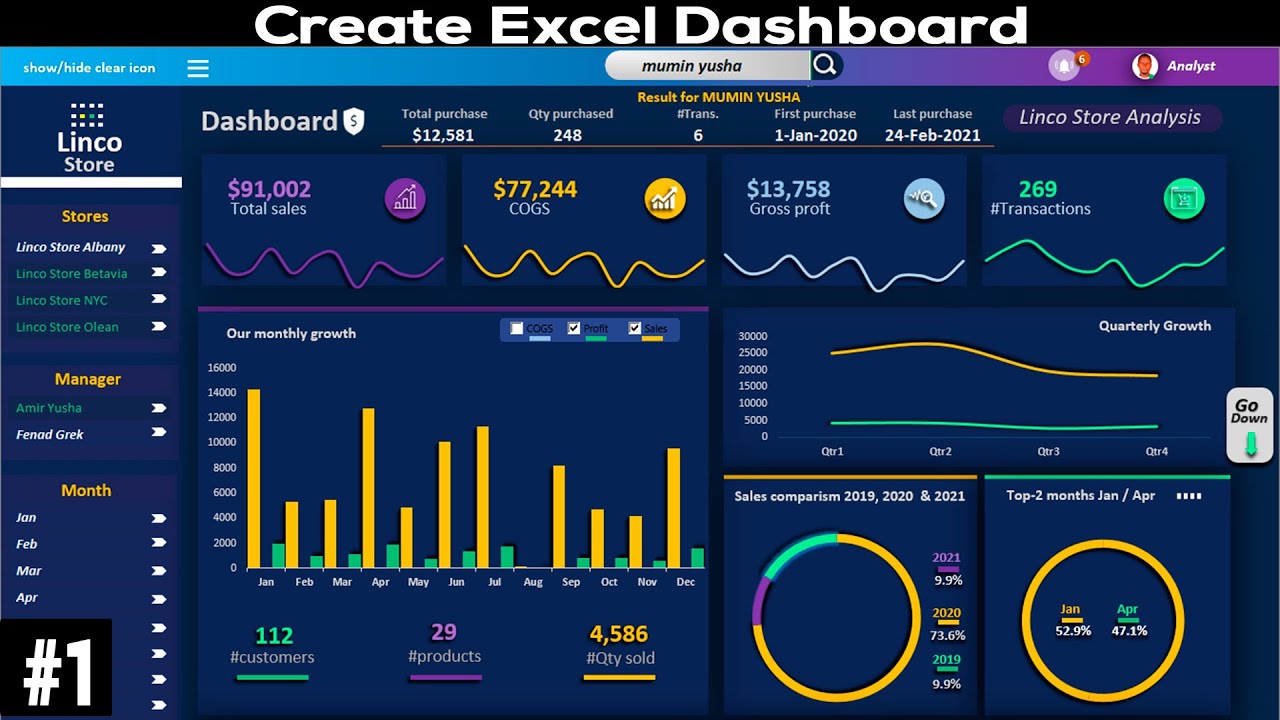 Create Excel Dashboard
show/hide clear icon
mumin yusha
6
Analyst
Linco
Store
Dashboard
$
Result for MUMIN YUSHA
Total purchase Qty purchased #Trans. First purchase Last purchase
$12,581 248 6 1-Jan-2020 24-Feb-2021
Linco Store Analysis
$91,002
Total sales
$77,244
COGS
$13,758
Gross proft
269
#Transactions
Stores
Linco Store Albany
Linco Store Betavia
Linco Store NYC
Linco Store Olean
Manager
Amir Yusha
Fenad Grek
Month
Jan
Feb
Mar
Apr
#1
Our monthly growth
COGS Profit Sales
16000
14000
12000
10000
8000
6000
4000
2000
0
Jan Feb Mar Apr May Jun Jul Aug Sep Oct Nov Dec
112
#customers
29
#products
4,586
#Qty sold
Quarterly Growth
30000
25000
20000
15000
10000
5000
0
Qtr1 Qtr2 Qtr3 Qtr4
Go
Down
Sales comparism 2019, 2020 & 2021
2021
9.9%
2020
73.6%
2019
9.9%
Top-2 months Jan / Apr
Jan Apr
52.9% 47.1%